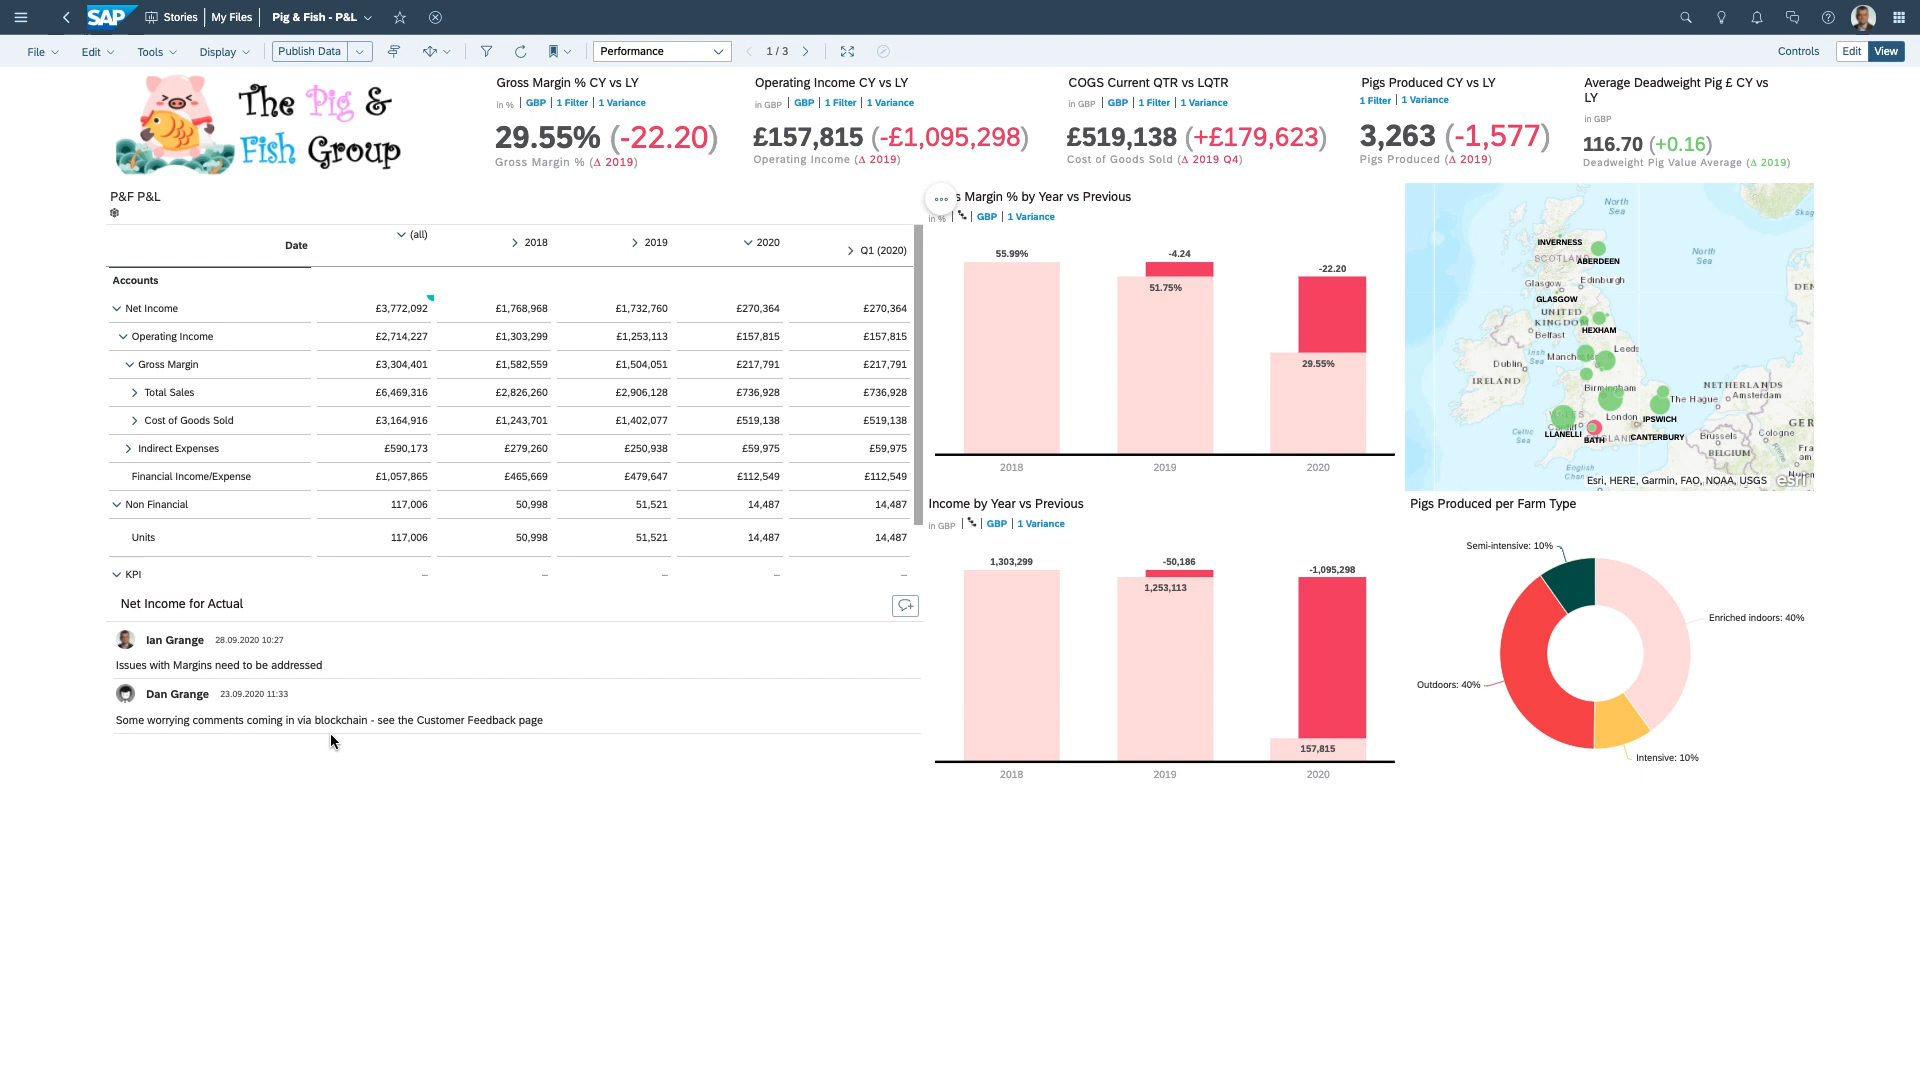 SAP Stories My Files Pig & Fish - P&L
File Edit Tools Display Publish Data Performance 1 / 3 Controls Edit View
The Pig &
Fish Group
Gross Margin % CY vs LY
in % GBP 1 Filter 1 Variance
29.55% (-22.20)
Gross Margin % (Δ 2019)
Operating Income CY vs LY
in GBP GBP 1 Filter 1 Variance
£157,815 (-£1,095,298)
Operating Income (Δ 2019)
COGS Current QTR vs LQTR
in GBP GBP 1 Filter 1 Variance
£519,138 (+£179,623)
Cost of Goods Sold (Δ 2019 Q4)
Pigs Produced CY vs LY
1 Filter 1 Variance
3,263 (-1,577)
Pigs Produced (Δ 2019)
Average Deadweight Pig £ CY vs
LY
in GBP
116.70 (+0.16)
Deadweight Pig Value Average (Δ 2019)
P&F P&L
Date (all) 2018 2019 2020 Q1 (2020)
Accounts
Net Income £3,772,092 £1,768,968 £1,732,760 £270,364 £270,364
Operating Income £2,714,227 £1,303,299 £1,253,113 £157,815 £157,815
Gross Margin £3,304,401 £1,582,559 £1,504,051 £217,791 £217,791
Total Sales £6,469,316 £2,826,260 £2,906,128 £736,928 £736,928
Cost of Goods Sold £3,164,916 £1,243,701 £1,402,077 £519,138 £519,138
Indirect Expenses £590,173 £279,260 £250,938 £59,975 £59,975
Financial Income/Expense £1,057,865 £465,669 £479,647 £112,549 £112,549
Non Financial 117,006 50,998 51,521 14,487 14,487
Units 117,006 50,998 51,521 14,487 14,487
KPI – – – – –
Net Income for Actual
Ian Grange 28.09.2020 10:27
Issues with Margins need to be addressed
Dan Grange 23.09.2020 11:33
Some worrying comments coming in via blockchain - see the Customer Feedback page
s Margin % by Year vs Previous
in % GBP 1 Variance
55.99% -4.24 -22.20
51.75%
29.55%
2018 2019 2020
Income by Year vs Previous
in GBP GBP 1 Variance
1,303,299 -50,186 -1,095,298
1,253,113
157,815
2018 2019 2020
North
Sea
Skag
INVERNESS
North
Sea
SCOTLA
ABERDEEN
Glasgow Edinburgh
DEN
GLASGOW
UNITED
KINGDO
HEXHAM
Belfast
Irish
Sea
Leeds
Manch
Dublin
IRELAND
Birmingham
NETHERLANDS
The Hague Amsterdam
London
IPSWICH
Celtic
Sea
LLANELLI BATH CANTERBURY
Brussels Cologne
GER
BELGIUM
Fra
am
English
Chan
Esri, HERE, Garmin, FAO, NOAA, USGS esri
Pigs Produced per Farm Type
Semi-intensive: 10%
Enriched indoors: 40%
Outdoors: 40%
Intensive: 10%